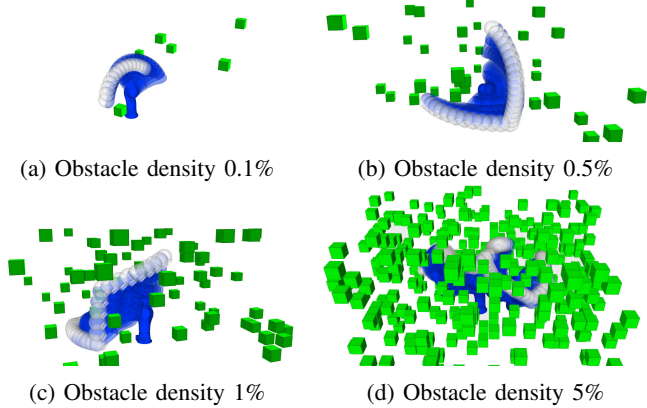 (a) Obstacle density 0.1%
(b) Obstacle density 0.5%
(c) Obstacle density 1%
(d) Obstacle density 5%